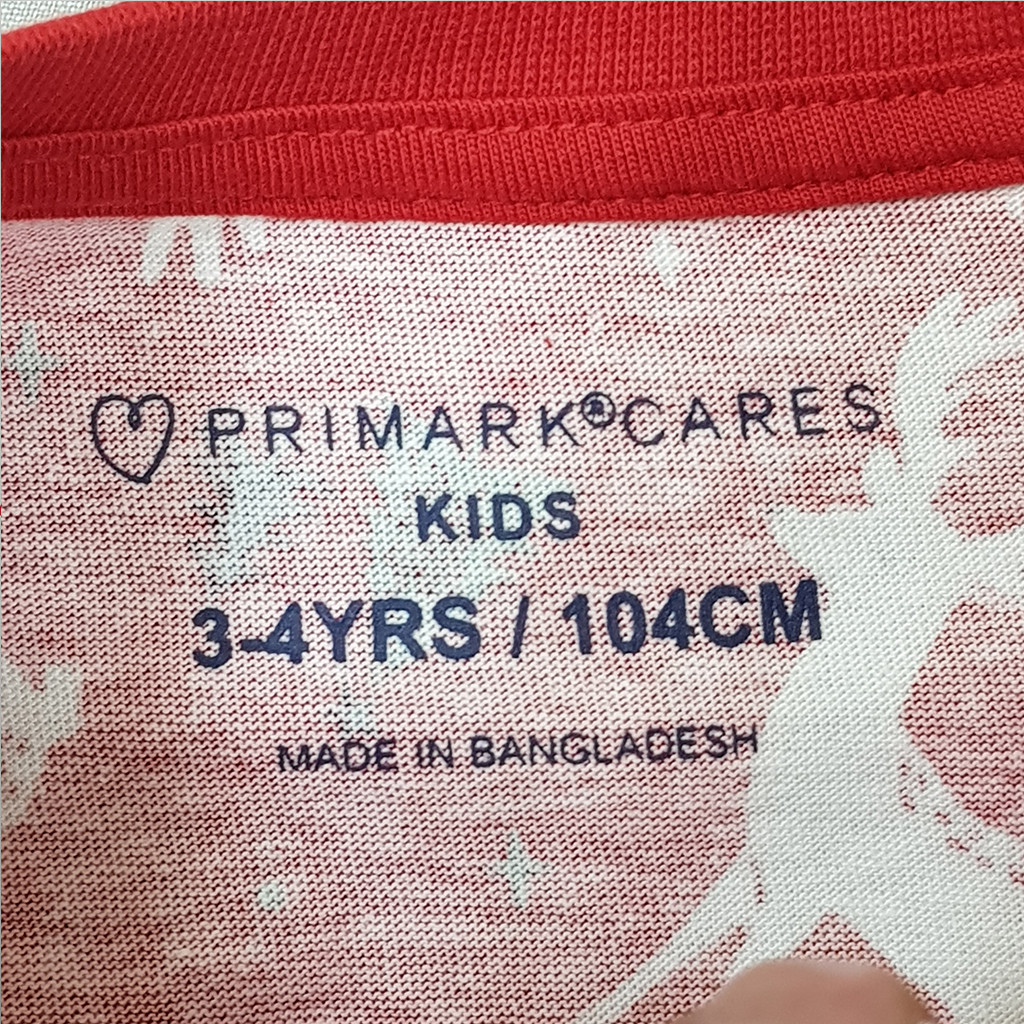 PRIMARK®CARES
KIDS
3-4YRS / 104CM
MADE IN BANGLADESH